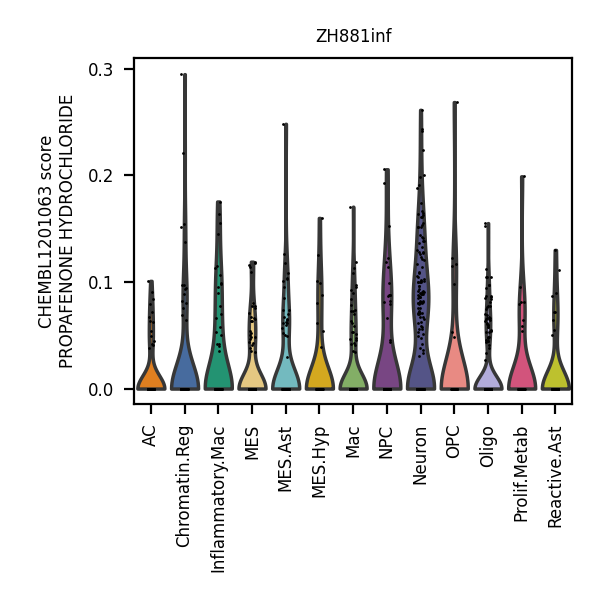 ZH881inf
CHEMBL1201063 score
PROPAFENONE HYDROCHLORIDE
0.3
0.2
0.1
0.0
AC
Chromatin.Reg
Inflammatory.Mac
MES
MES.Ast
MES.Hyp
Mac
NPC
Neuron
OPC
Oligo
Prolif.Metab
Reactive.Ast